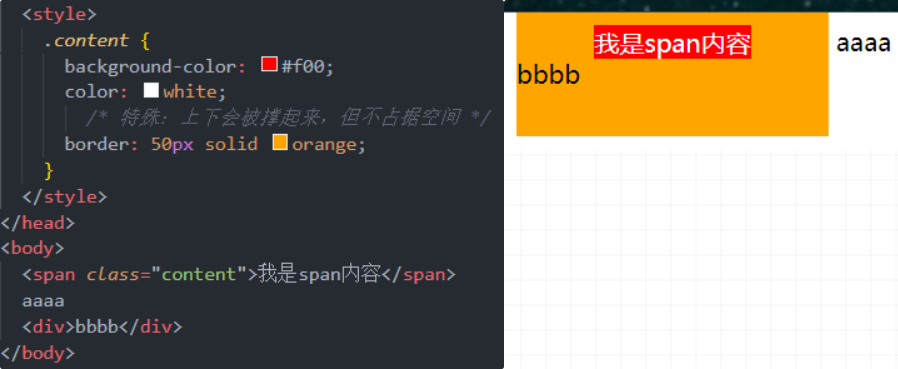 <style>
.content {
background-color: #f00;
color: white;
/* 特殊: 上下会被撑起来, 但不占据空间 */
border: 50px solid orange;
}
</style>
</head>
<body>
<span class="content">我是span内容</span>
aaaa
<div>bbbb</div>
</body>
我是span内容 aaaa
bbbb